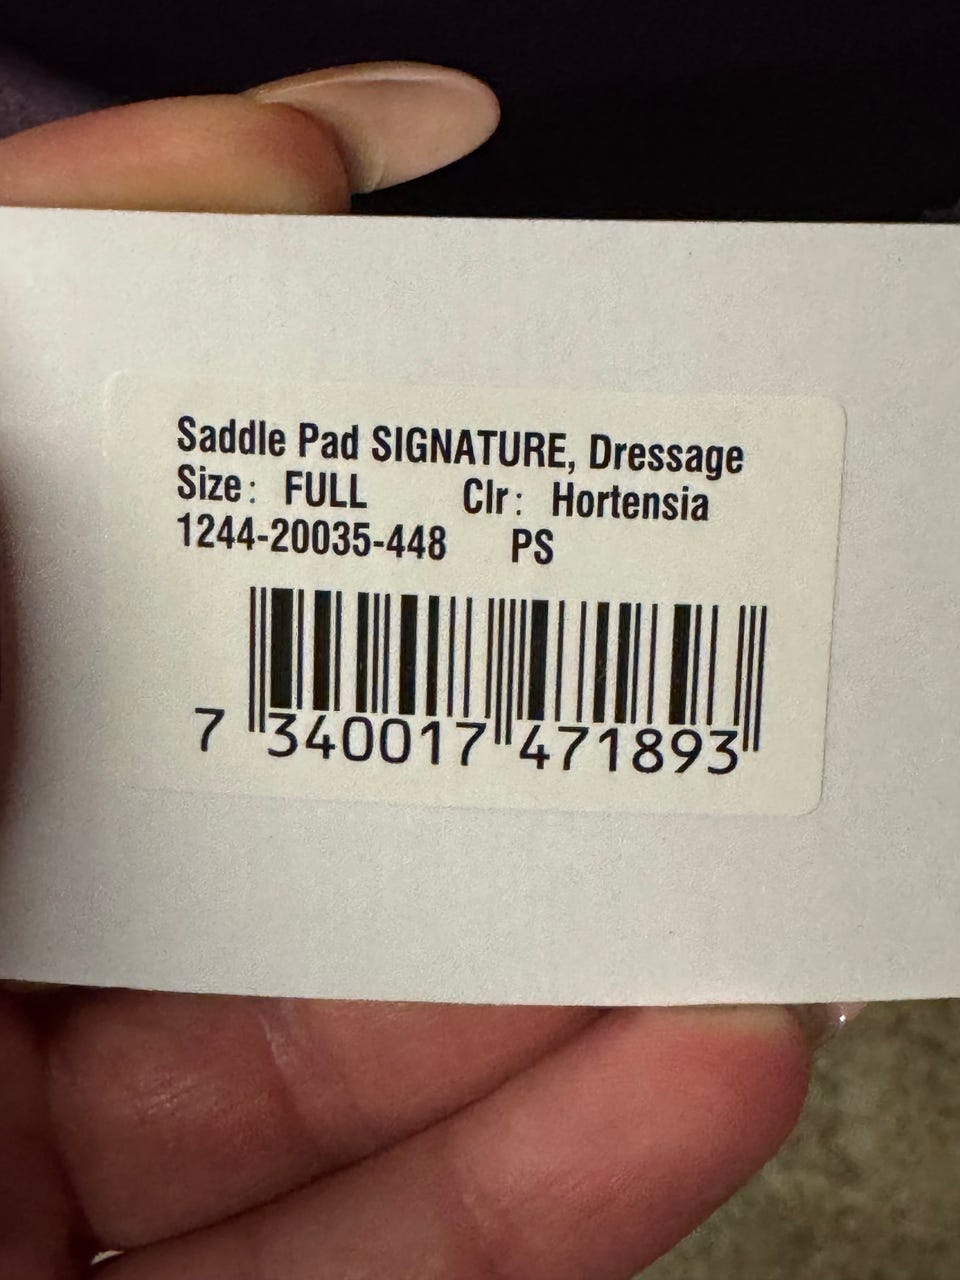 Saddle Pad SIGNATURE, Dressage
Size: FULL Clr: Hortensia
1244-20035-448 PS
7 340017 471893